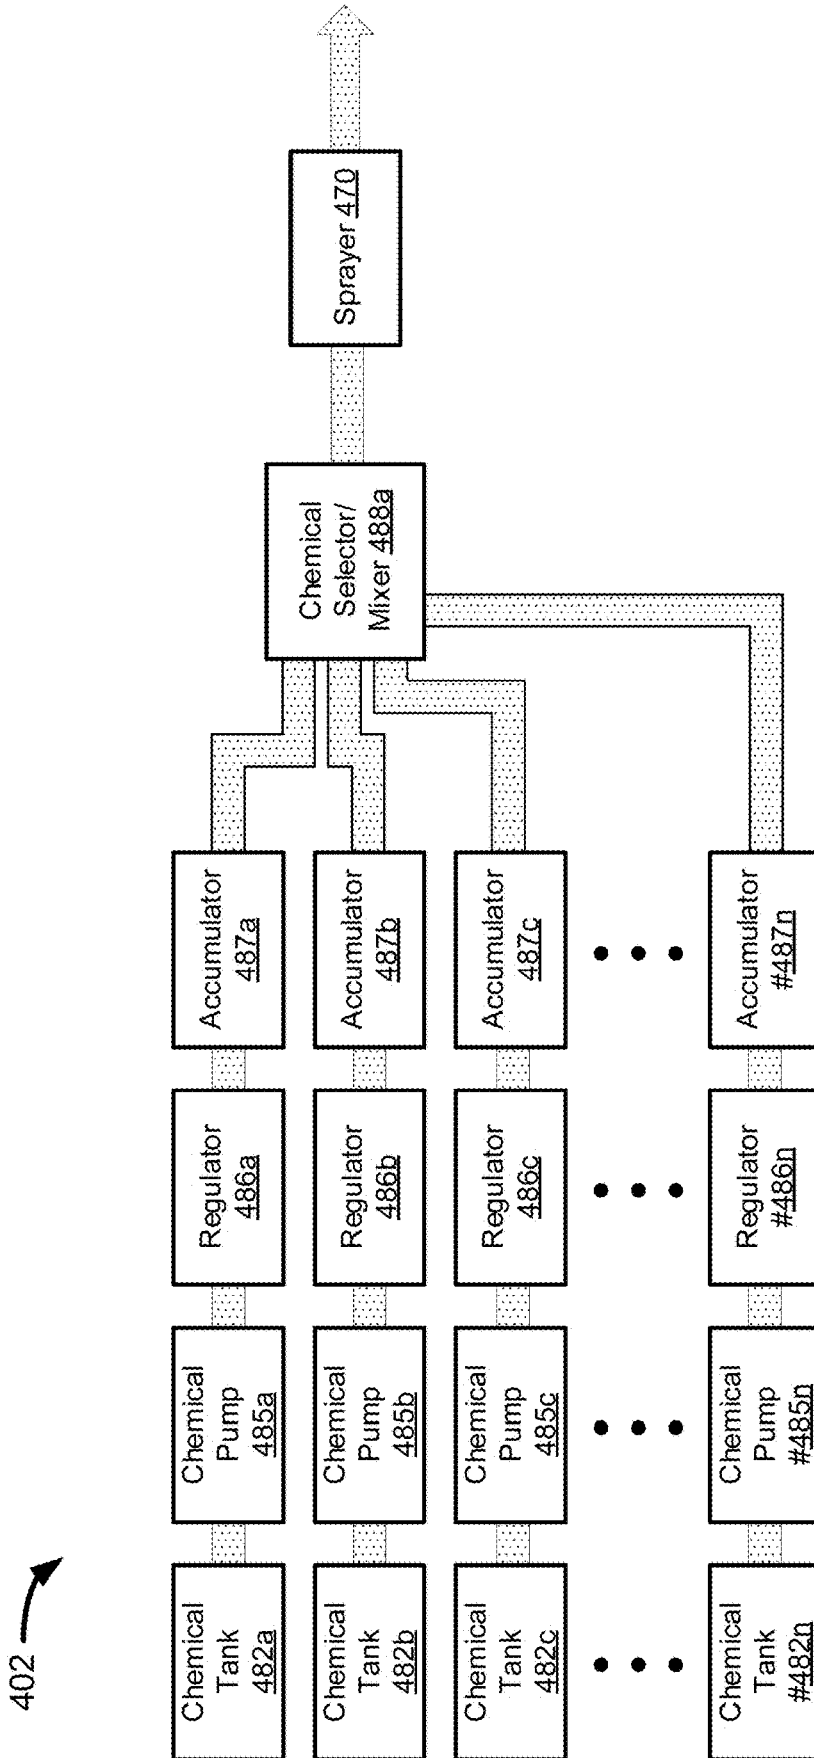 402
Chemical
Tank
482a
Chemical
Pump
485a
Regulator
486a
Accumulator
487a
Chemical
Tank
482b
Chemical
Pump
485b
Regulator
486b
Accumulator
487b
Chemical
Tank
482c
Chemical
Pump
485c
Regulator
486c
Accumulator
487c
Chemical
Tank
#482n
Chemical
Pump
#485n
Regulator
#486n
Accumulator
#487n
Chemical
Selector/
Mixer 488a
Sprayer 470